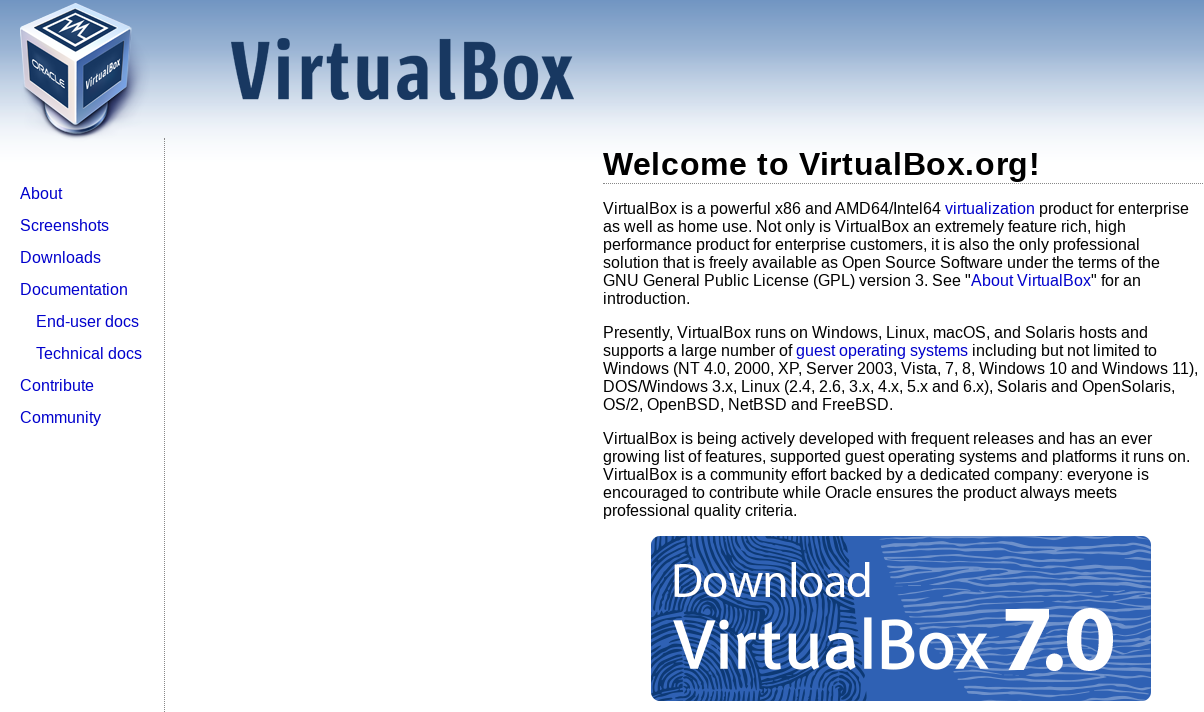 ORACLE
VirtualBox
VirtualBox
About
Screenshots
Downloads
Documentation
End-user docs
Technical docs
Contribute
Community
Welcome to VirtualBox.org!
VirtualBox is a powerful x86 and AMD64/Intel64 virtualization product for enterprise
as well as home use. Not only is VirtualBox an extremely feature rich, high
performance product for enterprise customers, it is also the only professional
solution that is freely available as Open Source Software under the terms of the
GNU General Public License (GPL) version 3. See "About VirtualBox" for an
introduction.
Presently, VirtualBox runs on Windows, Linux, macOS, and Solaris hosts and
supports a large number of guest operating systems including but not limited to
Windows (NT 4.0, 2000, XP, Server 2003, Vista, 7, 8, Windows 10 and Windows 11),
DOS/Windows 3.x, Linux (2.4, 2.6, 3.x, 4.x, 5.x and 6.x), Solaris and OpenSolaris,
OS/2, OpenBSD, NetBSD and FreeBSD.
VirtualBox is being actively developed with frequent releases and has an ever
growing list of features, supported guest operating systems and platforms it runs on.
VirtualBox is a community effort backed by a dedicated company: everyone is
encouraged to contribute while Oracle ensures the product always meets
professional quality criteria.
Download
VirtualBox 7.0